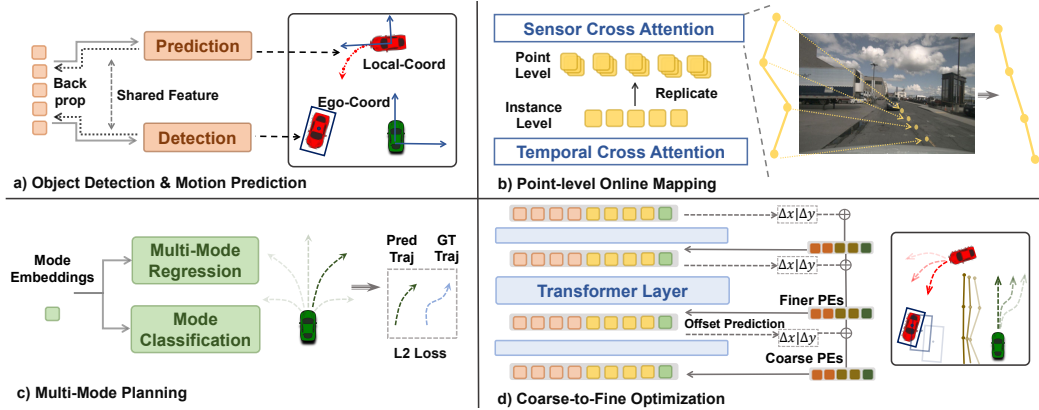 Prediction
Back
prop
Shared Feature
Detection
Local-Coord
Ego-Coord
a) Object Detection & Motion Prediction
Sensor Cross Attention
Point
Level
Replicate
Instance
Level
Temporal Cross Attention
b) Point-level Online Mapping
Mode
Embeddings
Multi-Mode
Regression
Mode
Classification
Pred
Traj
GT
Traj
L2 Loss
c) Multi-Mode Planning
Δx|Δy
Δx|Δy
Transformer Layer
Finer PEs
Offset Prediction
Δx|Δy
Coarse PEs
d) Coarse-to-Fine Optimization